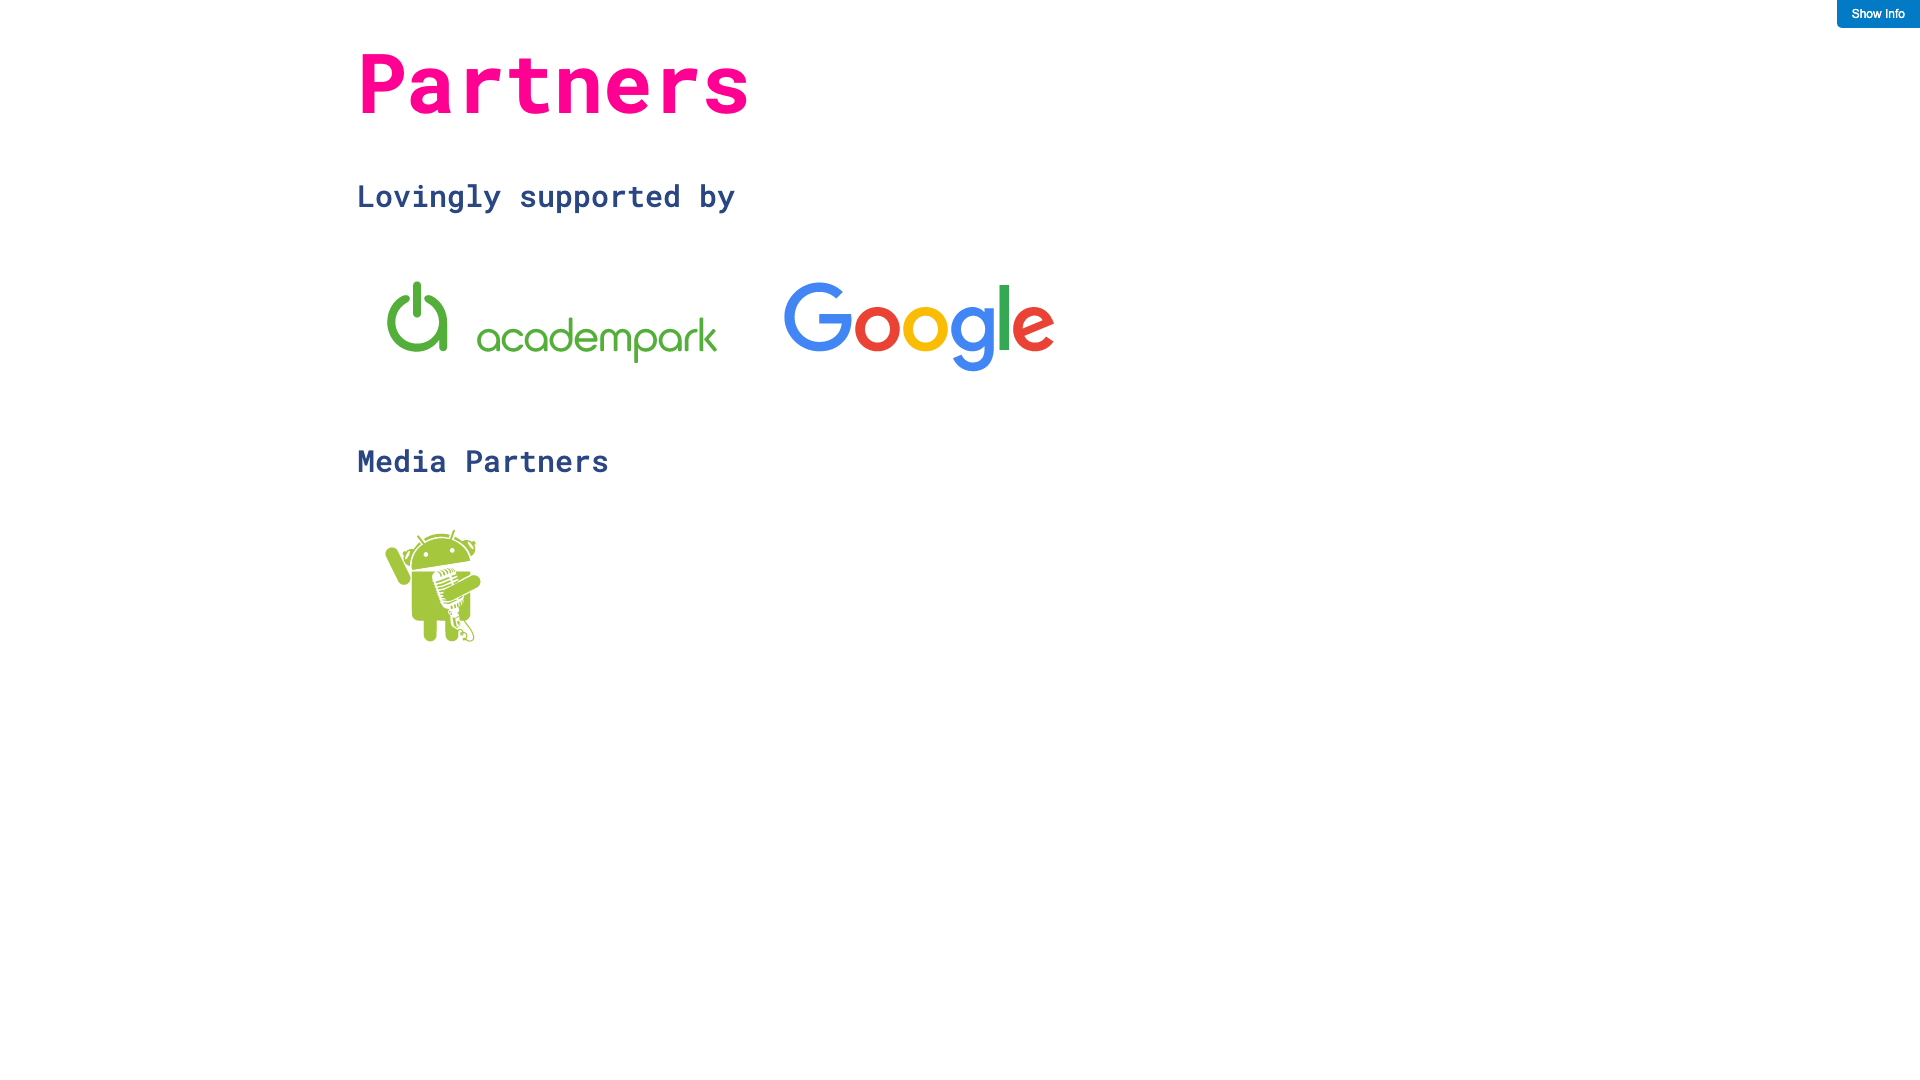 Show Info
Partners
Lovingly supported by
academpark
Google
Media Partners